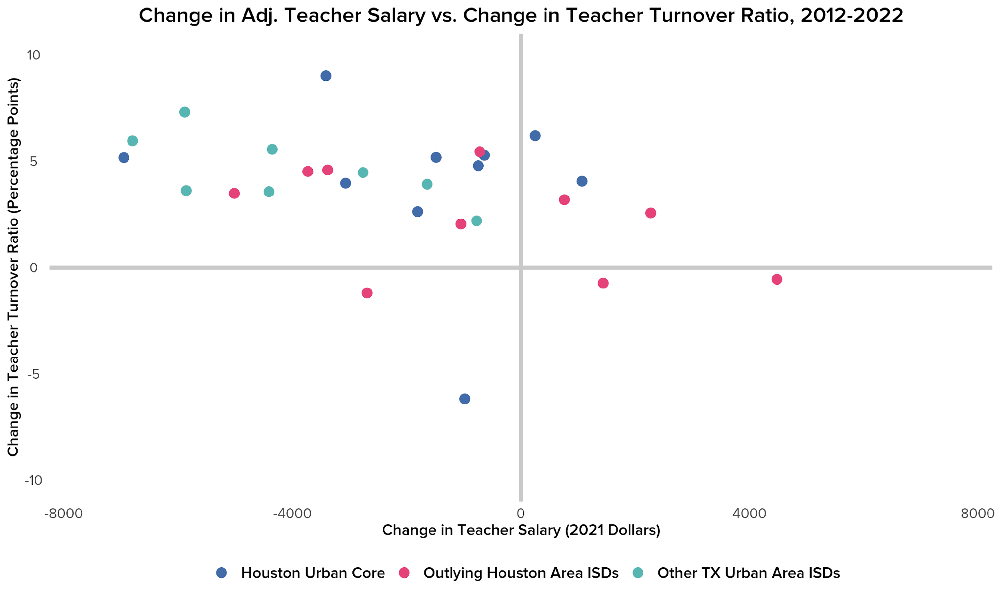 Change in Adj. Teacher Salary vs. Change in Teacher Turnover Ratio, 2012-2022
Change in Teacher Turnover Ratio (Percentage Points)
10
5
0
-5
-10
-8000
-4000
0
4000
8000
Change in Teacher Salary (2021 Dollars)
Houston Urban Core
Outlying Houston Area ISDs
Other TX Urban Area ISDs